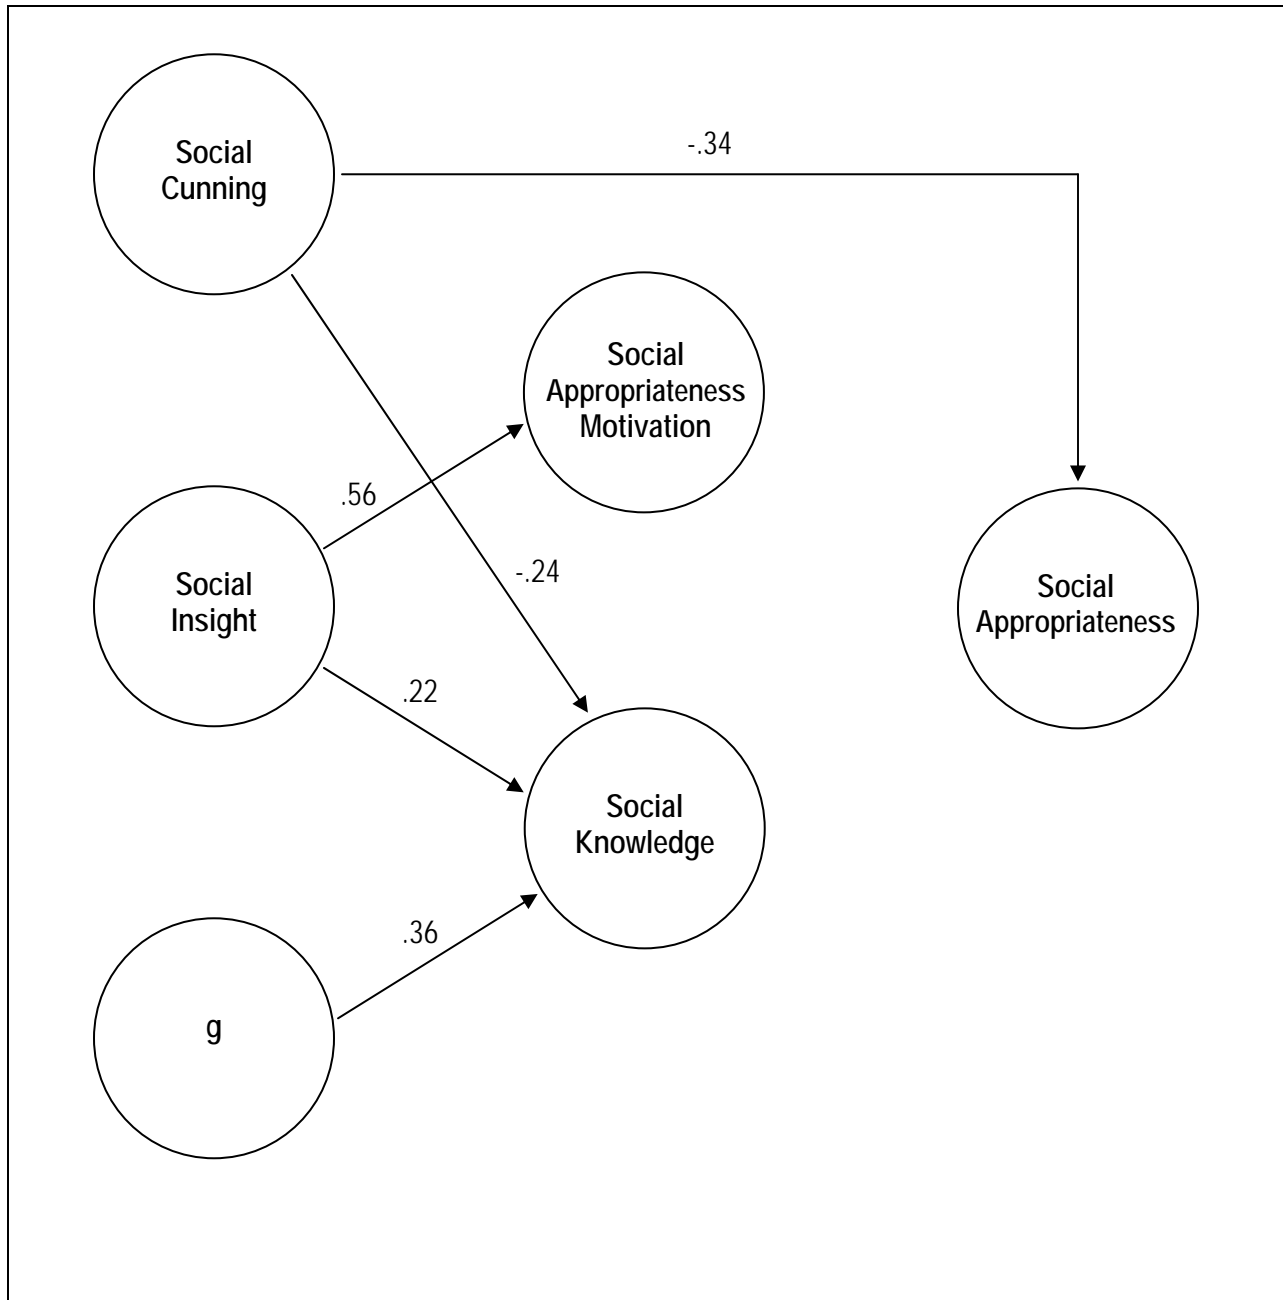 Social
Cunning
-.34
Social
Appropriateness
Motivation
.56
-.24
Social
Insight
Social
Appropriateness
.22
Social
Knowledge
.36
g